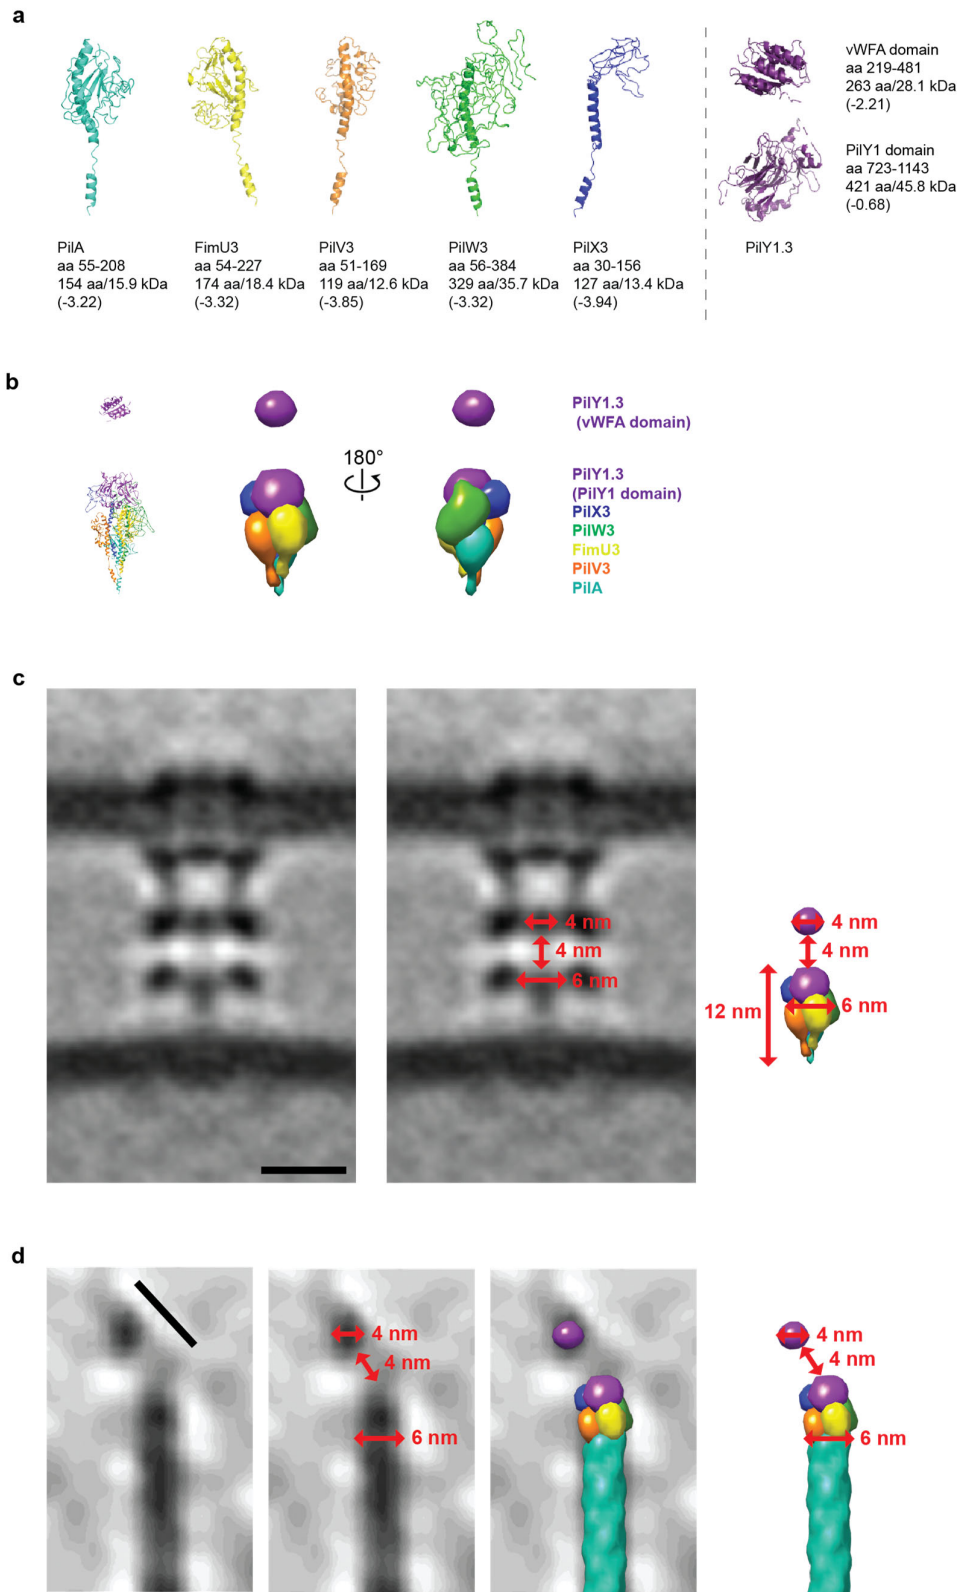 a
vWFA domain
aa 219-481
263 aa/28.1 kDa
(-2.21)
PilY1 domain
aa 723-1143
421 aa/45.8 kDa
(-0.68)
PilY1.3
PilA
aa 55-208
154 aa/15.9 kDa
(-3.22)
FimU3
aa 54-227
174 aa/18.4 kDa
(-3.32)
PilV3
aa 51-169
119 aa/12.6 kDa
(-3.85)
PilW3
aa 56-384
329 aa/35.7 kDa
(-3.32)
PilX3
aa 30-156
127 aa/13.4 kDa
(-3.94)
b
180°
PilY1.3
(vWFA domain)
PilY1.3
(PilY1 domain)
PilX3
PilW3
FimU3
PilV3
PilA
c
4 nm
4 nm
6 nm
4 nm
4 nm
12 nm
6 nm
d
4 nm
4 nm
6 nm
4 nm
4 nm
6 nm